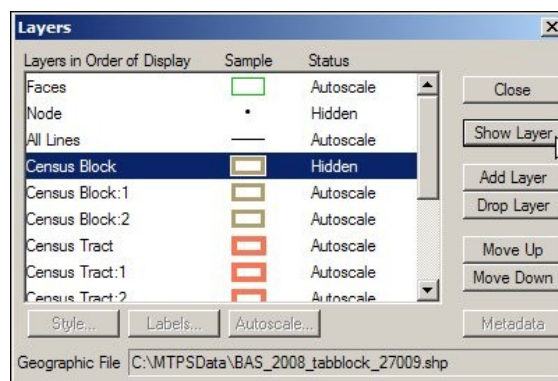 Layers
Layers in Order of Display Sample Status
Faces Autoscale Close
Node Hidden
All Lines Autoscale Show Layer
Census Block Hidden
Census Block:1 Autoscale Add Layer
Census Block:2 Autoscale Drop Layer
Census Tract Autoscale
Census Tract:1 Autoscale Move Up
Census Tract:2 Autoscale Move Down
Style... Labels... Autoscale... Metadata
Geographic File C:\MTPSData\BAS_2008_tabblock_27009.shp